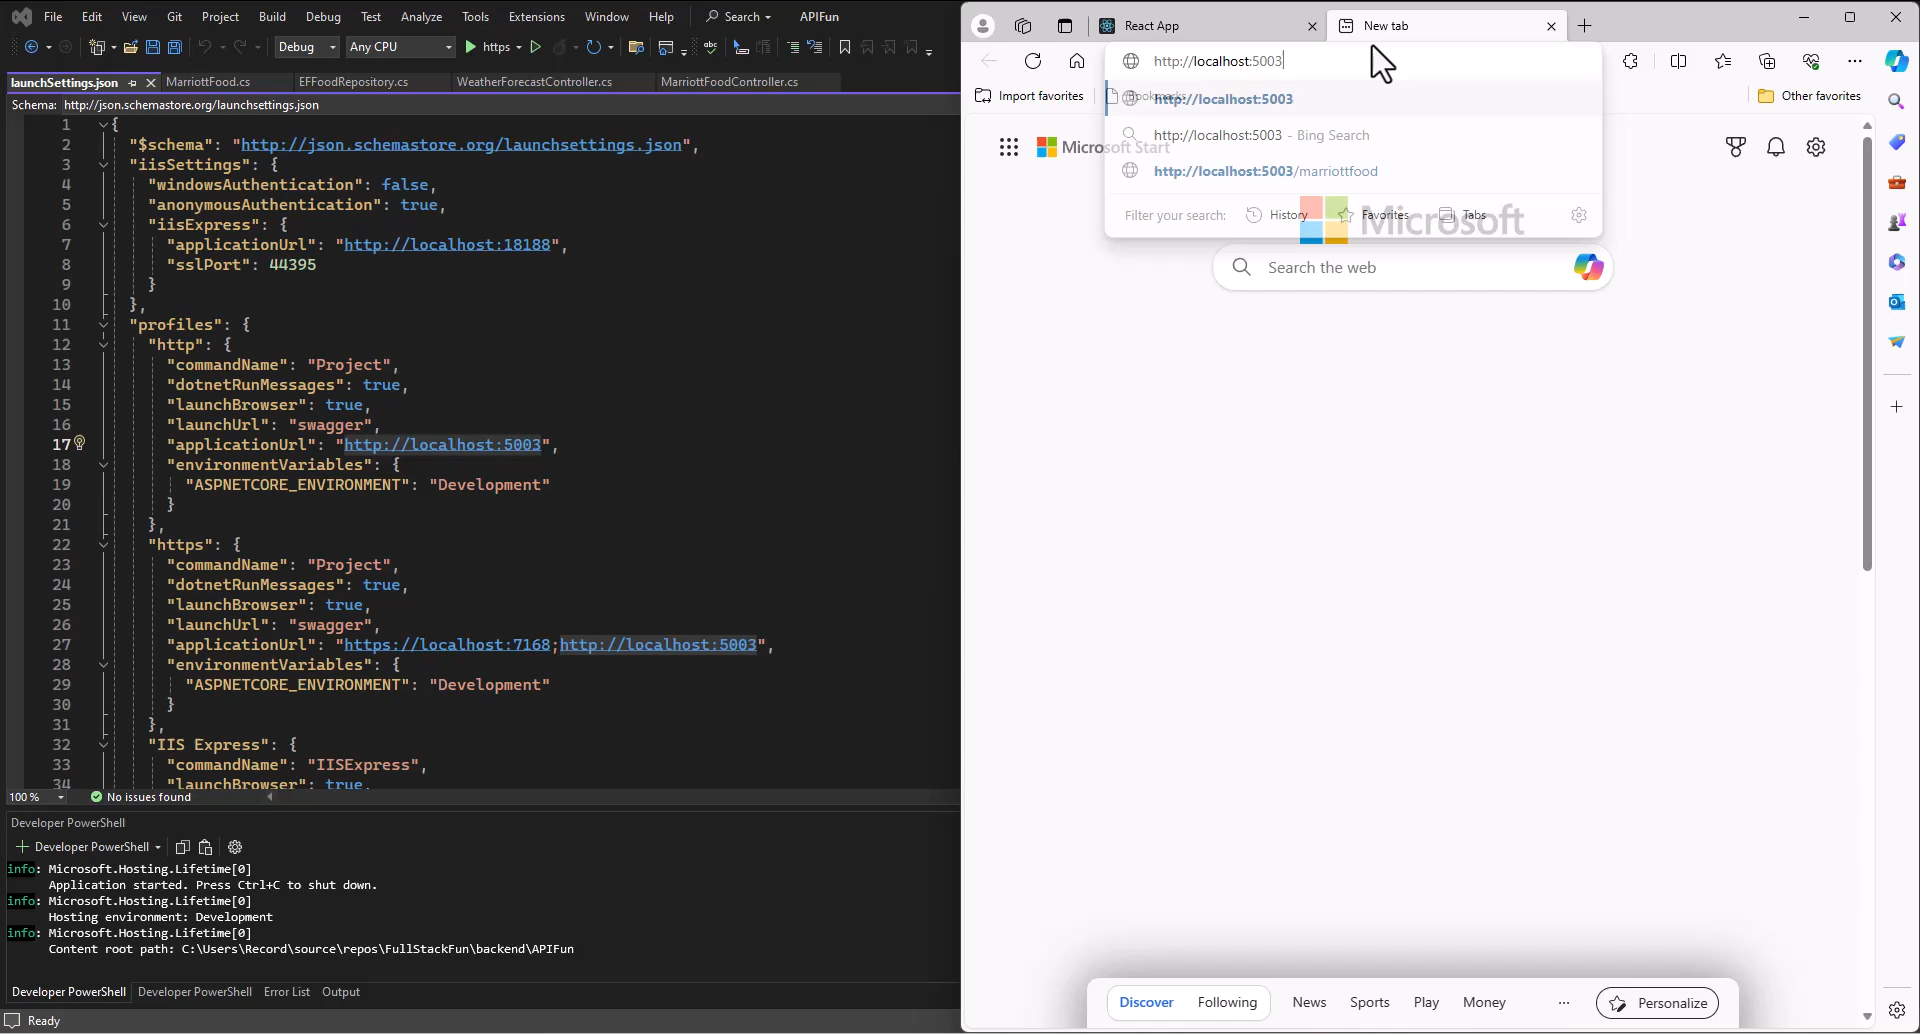 File Edit View Git Project Build Debug Test Analyze Tools Extensions Window Help Search APIFun
Debug Any CPU https
launchSettings.json MarriottFood.cs EFFoodRepository.cs WeatherForecastController.cs MarriottFoodController.cs
Schema: http://json.schemastore.org/launchsettings.json
1 {
2 "$schema": "http://json.schemastore.org/launchsettings.json",
3 "iisSettings": {
4 "windowsAuthentication": false,
5 "anonymousAuthentication": true,
6 "iisExpress": {
7 "applicationUrl": "http://localhost:18188",
8 "sslPort": 44395
9 }
10 },
11 "profiles": {
12 "http": {
13 "commandName": "Project",
14 "dotnetRunMessages": true,
15 "launchBrowser": true,
16 "launchUrl": "swagger",
17 "applicationUrl": "http://localhost:5003",
18 "environmentVariables": {
19 "ASPNETCORE_ENVIRONMENT": "Development"
20 }
21 },
22 "https": {
23 "commandName": "Project",
24 "dotnetRunMessages": true,
25 "launchBrowser": true,
26 "launchUrl": "swagger",
27 "applicationUrl": "https://localhost:7168;http://localhost:5003",
28 "environmentVariables": {
29 "ASPNETCORE_ENVIRONMENT": "Development"
30 }
31 },
32 "IIS Express": {
33 "commandName": "IISExpress",
34 "launchBrowser": true,
100 % No issues found
Developer PowerShell
Developer PowerShell
info: Microsoft.Hosting.Lifetime[0]
Application started. Press Ctrl+C to shut down.
info: Microsoft.Hosting.Lifetime[0]
Hosting environment: Development
info: Microsoft.Hosting.Lifetime[0]
Content root path: C:\Users\Record\source\repos\FullStackFun\backend\APIFun
Developer PowerShell Developer PowerShell Error List Output
Ready
React App New tab
http://localhost:5003
Import favorites Bookmarks Other favorites
http://localhost:5003
http://localhost:5003 - Bing Search
Microsoft Start
http://localhost:5003/marriottfood
Filter your search: History Favorites Tabs
Microsoft
Search the web
Discover Following News Sports Play Money ... Personalize